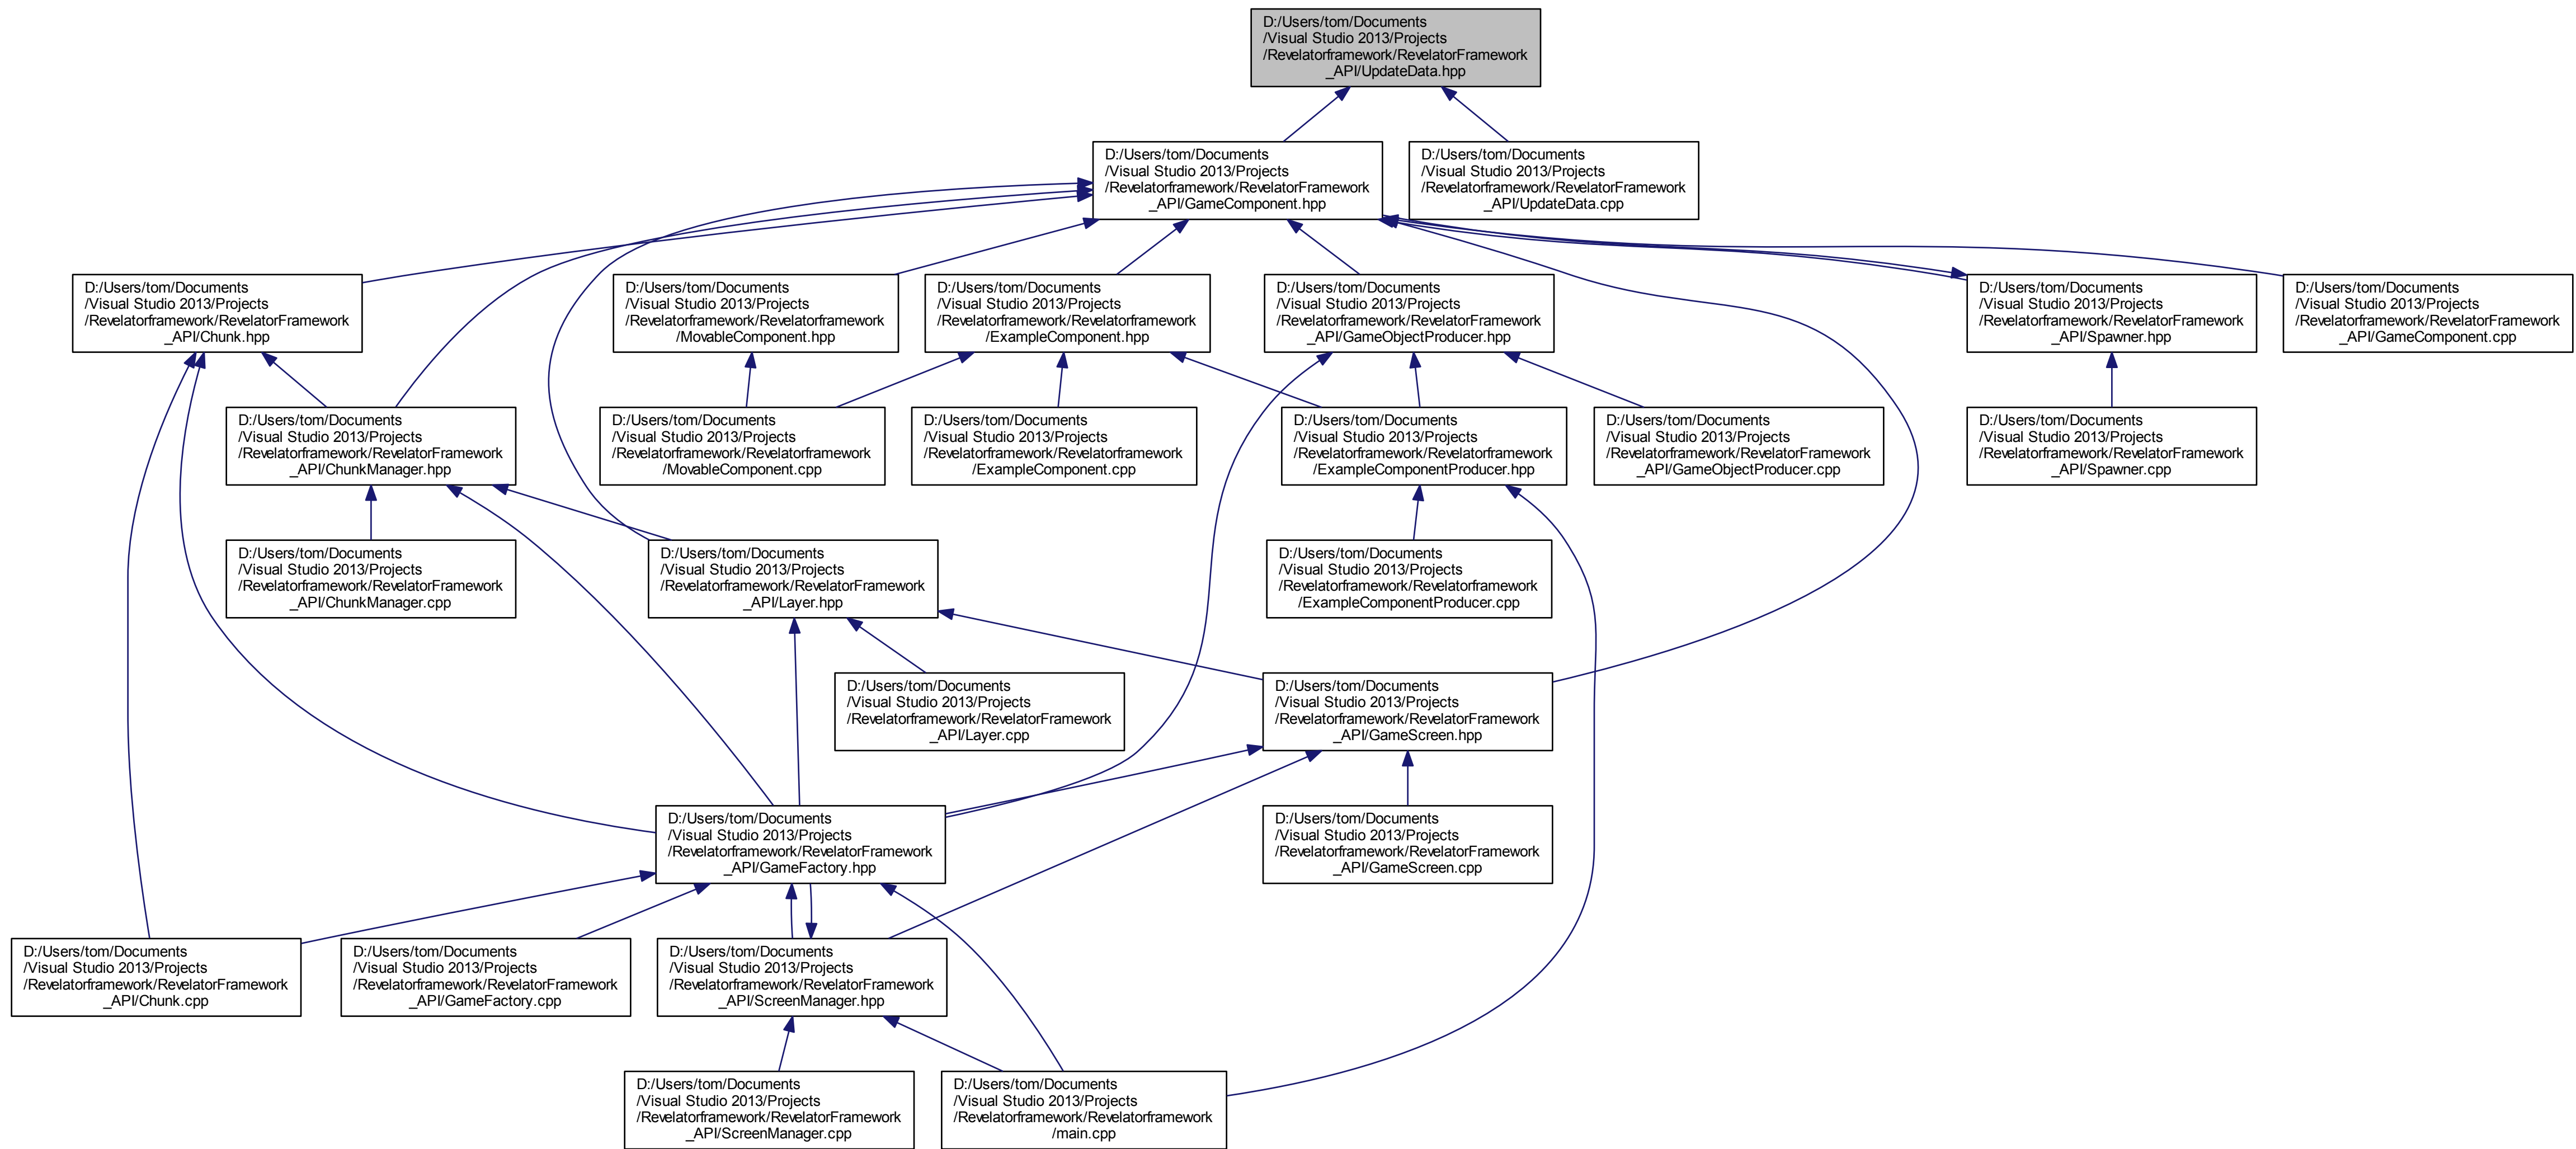 D:/Users/tom/Documents
/Visual Studio 2013/Projects
/Revelatorframework/RevelatorFramework
_API/UpdateData.hpp
D:/Users/tom/Documents
/Visual Studio 2013/Projects
/Revelatorframework/RevelatorFramework
_API/GameComponent.hpp
D:/Users/tom/Documents
/Visual Studio 2013/Projects
/Revelatorframework/RevelatorFramework
_API/UpdateData.cpp
D:/Users/tom/Documents
/Visual Studio 2013/Projects
/Revelatorframework/RevelatorFramework
_API/Chunk.hpp
D:/Users/tom/Documents
/Visual Studio 2013/Projects
/Revelatorframework/Revelatorframework
/MovableComponent.hpp
D:/Users/tom/Documents
/Visual Studio 2013/Projects
/Revelatorframework/Revelatorframework
/ExampleComponent.hpp
D:/Users/tom/Documents
/Visual Studio 2013/Projects
/Revelatorframework/RevelatorFramework
_API/GameObjectProducer.hpp
D:/Users/tom/Documents
/Visual Studio 2013/Projects
/Revelatorframework/RevelatorFramework
_API/Spawner.hpp
D:/Users/tom/Documents
/Visual Studio 2013/Projects
/Revelatorframework/RevelatorFramework
_API/GameComponent.cpp
D:/Users/tom/Documents
/Visual Studio 2013/Projects
/Revelatorframework/RevelatorFramework
_API/ChunkManager.hpp
D:/Users/tom/Documents
/Visual Studio 2013/Projects
/Revelatorframework/Revelatorframework
/MovableComponent.cpp
D:/Users/tom/Documents
/Visual Studio 2013/Projects
/Revelatorframework/Revelatorframework
/ExampleComponent.cpp
D:/Users/tom/Documents
/Visual Studio 2013/Projects
/Revelatorframework/Revelatorframework
/ExampleComponentProducer.hpp
D:/Users/tom/Documents
/Visual Studio 2013/Projects
/Revelatorframework/RevelatorFramework
_API/GameObjectProducer.cpp
D:/Users/tom/Documents
/Visual Studio 2013/Projects
/Revelatorframework/RevelatorFramework
_API/Spawner.cpp
D:/Users/tom/Documents
/Visual Studio 2013/Projects
/Revelatorframework/RevelatorFramework
_API/ChunkManager.cpp
D:/Users/tom/Documents
/Visual Studio 2013/Projects
/Revelatorframework/RevelatorFramework
_API/Layer.hpp
D:/Users/tom/Documents
/Visual Studio 2013/Projects
/Revelatorframework/Revelatorframework
/ExampleComponentProducer.cpp
D:/Users/tom/Documents
/Visual Studio 2013/Projects
/Revelatorframework/RevelatorFramework
_API/Layer.cpp
D:/Users/tom/Documents
/Visual Studio 2013/Projects
/Revelatorframework/RevelatorFramework
_API/GameScreen.hpp
D:/Users/tom/Documents
/Visual Studio 2013/Projects
/Revelatorframework/RevelatorFramework
_API/GameFactory.hpp
D:/Users/tom/Documents
/Visual Studio 2013/Projects
/Revelatorframework/RevelatorFramework
_API/GameScreen.cpp
D:/Users/tom/Documents
/Visual Studio 2013/Projects
/Revelatorframework/RevelatorFramework
_API/Chunk.cpp
D:/Users/tom/Documents
/Visual Studio 2013/Projects
/Revelatorframework/RevelatorFramework
_API/GameFactory.cpp
D:/Users/tom/Documents
/Visual Studio 2013/Projects
/Revelatorframework/RevelatorFramework
_API/ScreenManager.hpp
D:/Users/tom/Documents
/Visual Studio 2013/Projects
/Revelatorframework/RevelatorFramework
_API/ScreenManager.cpp
D:/Users/tom/Documents
/Visual Studio 2013/Projects
/Revelatorframework/Revelatorframework
/main.cpp